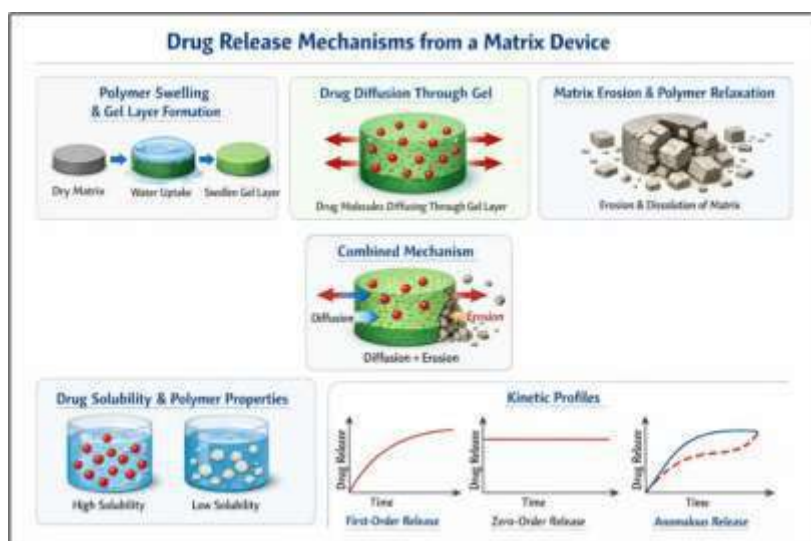 Drug Release Mechanisms from a Matrix Device
Polymer Swelling
& Gel Layer Formation
Dry Matrix
Water Uptake
Swollen Gel Layer
Drug Diffusion Through Gel
Drug Molecules Diffusing Through Gel Layer
Matrix Erosion & Polymer Relaxation
Erosion & Dissolution of Matrix
Combined Mechanism
Diffusion
Erosion
Diffusion + Erosion
Drug Solubility & Polymer Properties
High Solubility
Low Solubility
Kinetic Profiles
Drug Release
Time
First-Order Release
Drug Release
Time
Zero-Order Release
Drug Release
Time
Anomalous Release